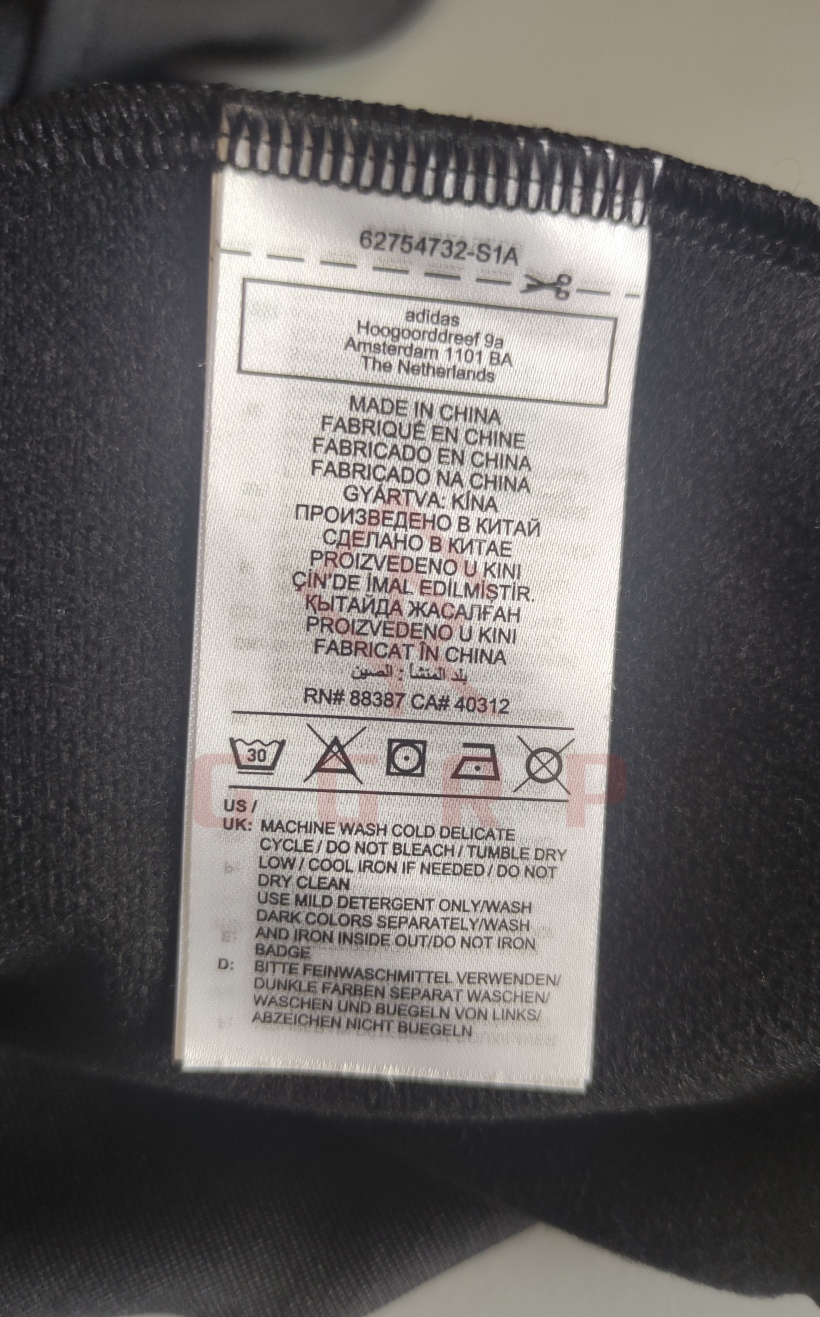 62754732-S1A
adidas
Hoogoorddreef 9a
Amsterdam 1101 BA
The Netherlands
MADE IN CHINA
FABRIQUÉ EN CHINE
FABRICADO EN CHINA
FABRICADO NA CHINA
GYÁRTVA: KÍNA
ПРОИЗВЕДЕНО В КИТАЙ
СДЕЛАНО В КИТАЕ
PROIZVEDENO U KINI
ÇİN'DE İMAL EDİLMİŞTİR.
ҚЫТАЙДА ЖАСАЛҒАН
PROIZVEDENO U KINI
FABRICAT ÎN CHINA
بلد المنشأ : الصين
RN# 88387 CA# 40312
30
US /
UK: MACHINE WASH COLD DELICATE
CYCLE / DO NOT BLEACH / TUMBLE DRY
LOW / COOL IRON IF NEEDED / DO NOT
DRY CLEAN
USE MILD DETERGENT ONLY/WASH
DARK COLORS SEPARATELY/WASH
AND IRON INSIDE OUT/DO NOT IRON
BADGE
D: BITTE FEINWASCHMITTEL VERWENDEN/
DUNKLE FARBEN SEPARAT WASCHEN/
WASCHEN UND BUEGELN VON LINKS/
ABZEICHEN NICHT BUEGELN